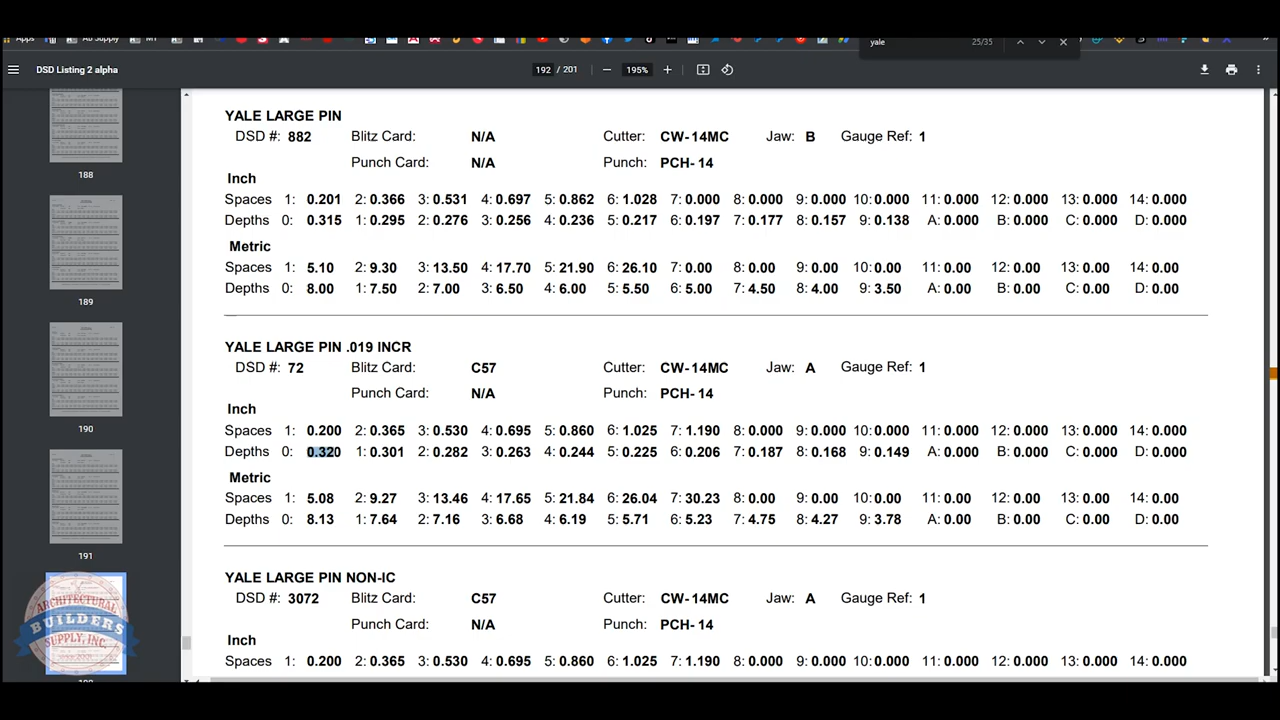 yale
25/35
DSD Listing 2 alpha
192 / 201
195%
YALE LARGE PIN
DSD #: 882 Blitz Card: N/A Cutter: CW-14MC Jaw: B Gauge Ref: 1
Punch Card: N/A Punch: PCH-14
Inch
Spaces 1: 0.201 2: 0.366 3: 0.531 4: 0.697 5: 0.862 6: 1.028 7: 0.000 8: 0.000 9: 0.000 10: 0.000 11: 0.000 12: 0.000 13: 0.000 14: 0.000
Depths 0: 0.315 1: 0.295 2: 0.276 3: 0.256 4: 0.236 5: 0.217 6: 0.197 7: 0.177 8: 0.157 9: 0.138 A: 0.000 B: 0.000 C: 0.000 D: 0.000
Metric
Spaces 1: 5.10 2: 9.30 3: 13.50 4: 17.70 5: 21.90 6: 26.10 7: 0.00 8: 0.00 9: 0.00 10: 0.00 11: 0.00 12: 0.00 13: 0.00 14: 0.00
Depths 0: 8.00 1: 7.50 2: 7.00 3: 6.50 4: 6.00 5: 5.50 6: 5.00 7: 4.50 8: 4.00 9: 3.50 A: 0.00 B: 0.00 C: 0.00 D: 0.00
YALE LARGE PIN .019 INCR
DSD #: 72 Blitz Card: C57 Cutter: CW-14MC Jaw: A Gauge Ref: 1
Punch Card: N/A Punch: PCH-14
Inch
Spaces 1: 0.200 2: 0.365 3: 0.530 4: 0.695 5: 0.860 6: 1.025 7: 1.190 8: 0.000 9: 0.000 10: 0.000 11: 0.000 12: 0.000 13: 0.000 14: 0.000
Depths 0: 0.320 1: 0.301 2: 0.282 3: 0.263 4: 0.244 5: 0.225 6: 0.206 7: 0.187 8: 0.168 9: 0.149 A: 0.000 B: 0.000 C: 0.000 D: 0.000
Metric
Spaces 1: 5.08 2: 9.27 3: 13.46 4: 17.65 5: 21.84 6: 26.04 7: 30.23 8: 0.00 9: 0.00 10: 0.00 11: 0.00 12: 0.00 13: 0.00 14: 0.00
Depths 0: 8.13 1: 7.64 2: 7.16 3: 6.68 4: 6.19 5: 5.71 6: 5.23 7: 4.75 8: 4.27 9: 3.78 A: 0.00 B: 0.00 C: 0.00 D: 0.00
YALE LARGE PIN NON-IC
DSD #: 3072 Blitz Card: C57 Cutter: CW-14MC Jaw: A Gauge Ref: 1
Punch Card: N/A Punch: PCH-14
Inch
Spaces 1: 0.200 2: 0.365 3: 0.530 4: 0.695 5: 0.860 6: 1.025 7: 1.190 8: 0.000 9: 0.000 10: 0.000 11: 0.000 12: 0.000 13: 0.000 14: 0.000
188
189
190
191
ARCHITECTURAL
BUILDERS
SUPPLY, INC.